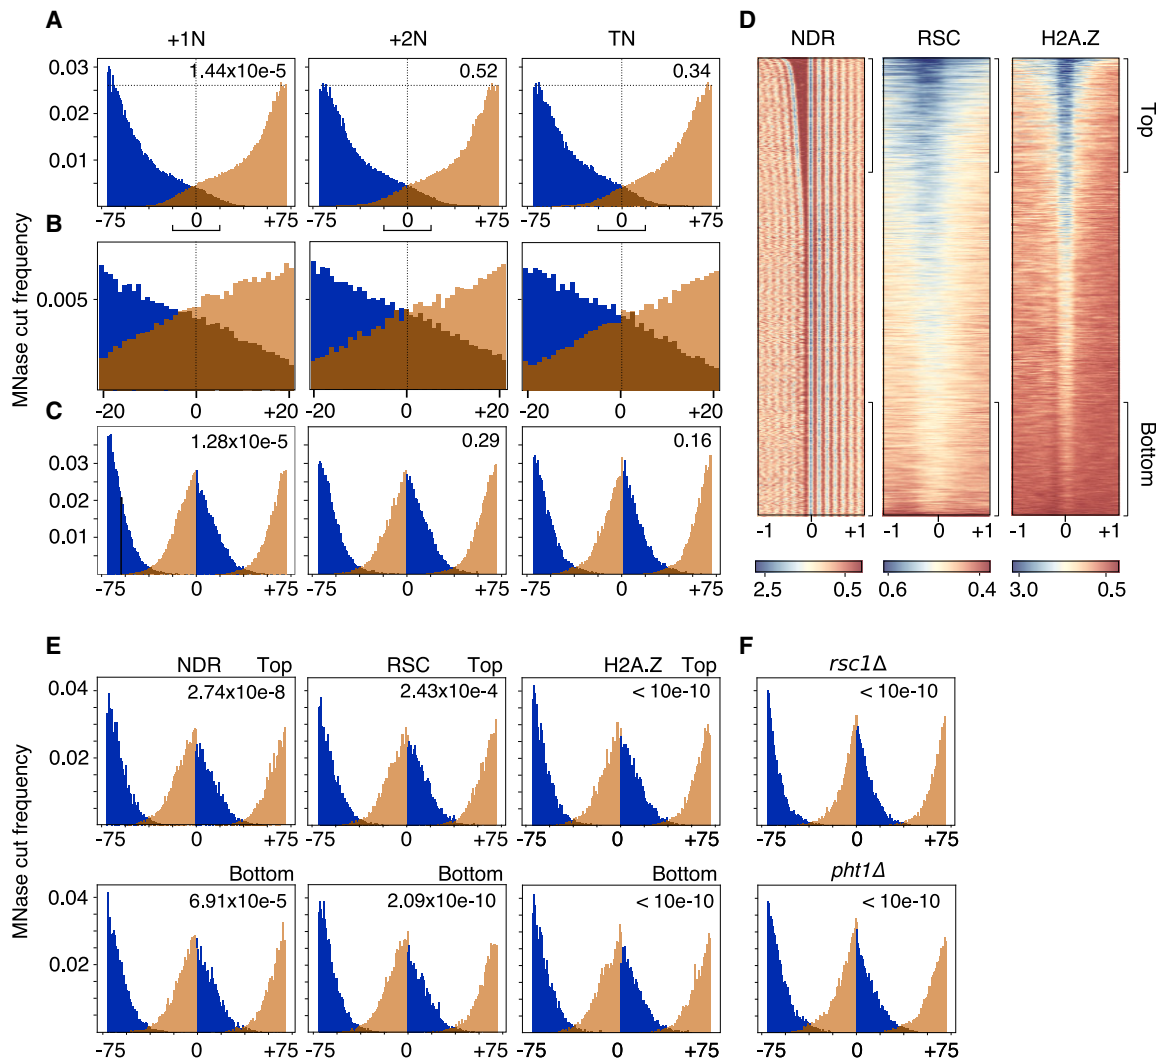 A
+1N +2N TN
MNase cut frequency
0.03
0.02
0.01
1.44x10e-5 0.52 0.34
-75 0 +75 -75 0 +75 -75 0 +75
B
0.005
-20 0 +20 -20 0 +20 -20 0 +20
C
0.03
0.02
0.01
1.28x10e-5 0.29 0.16
-75 0 +75 -75 0 +75 -75 0 +75
D
NDR RSC H2A.Z
Top
Bottom
-1 0 +1 -1 0 +1 -1 0 +1
2.5 0.5 0.6 0.4 3.0 0.5
E
NDR Top RSC Top H2A.Z Top
MNase cut frequency
0.04
0.02
2.74x10e-8 2.43x10e-4 < 10e-10
-75 0 +75 -75 0 +75 -75 0 +75
Bottom Bottom Bottom
0.04
0.02
6.91x10e-5 2.09x10e-10 < 10e-10
-75 0 +75 -75 0 +75 -75 0 +75
F
rsc1Δ
< 10e-10
-75 0 +75
pht1Δ
< 10e-10
-75 0 +75